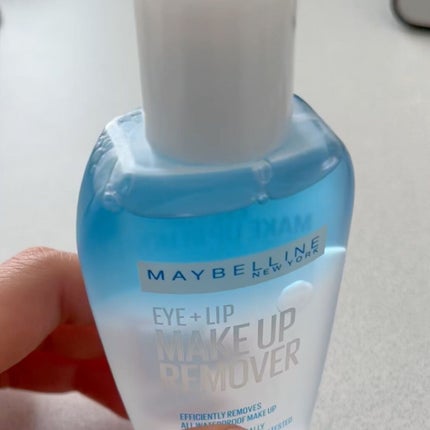 MAYBELLINE
NEW YORK
EYE + LIP
MAKE UP
REMOVER
EFFICIENTLY REMOVES
ALL WATERPROOF MAKE UP